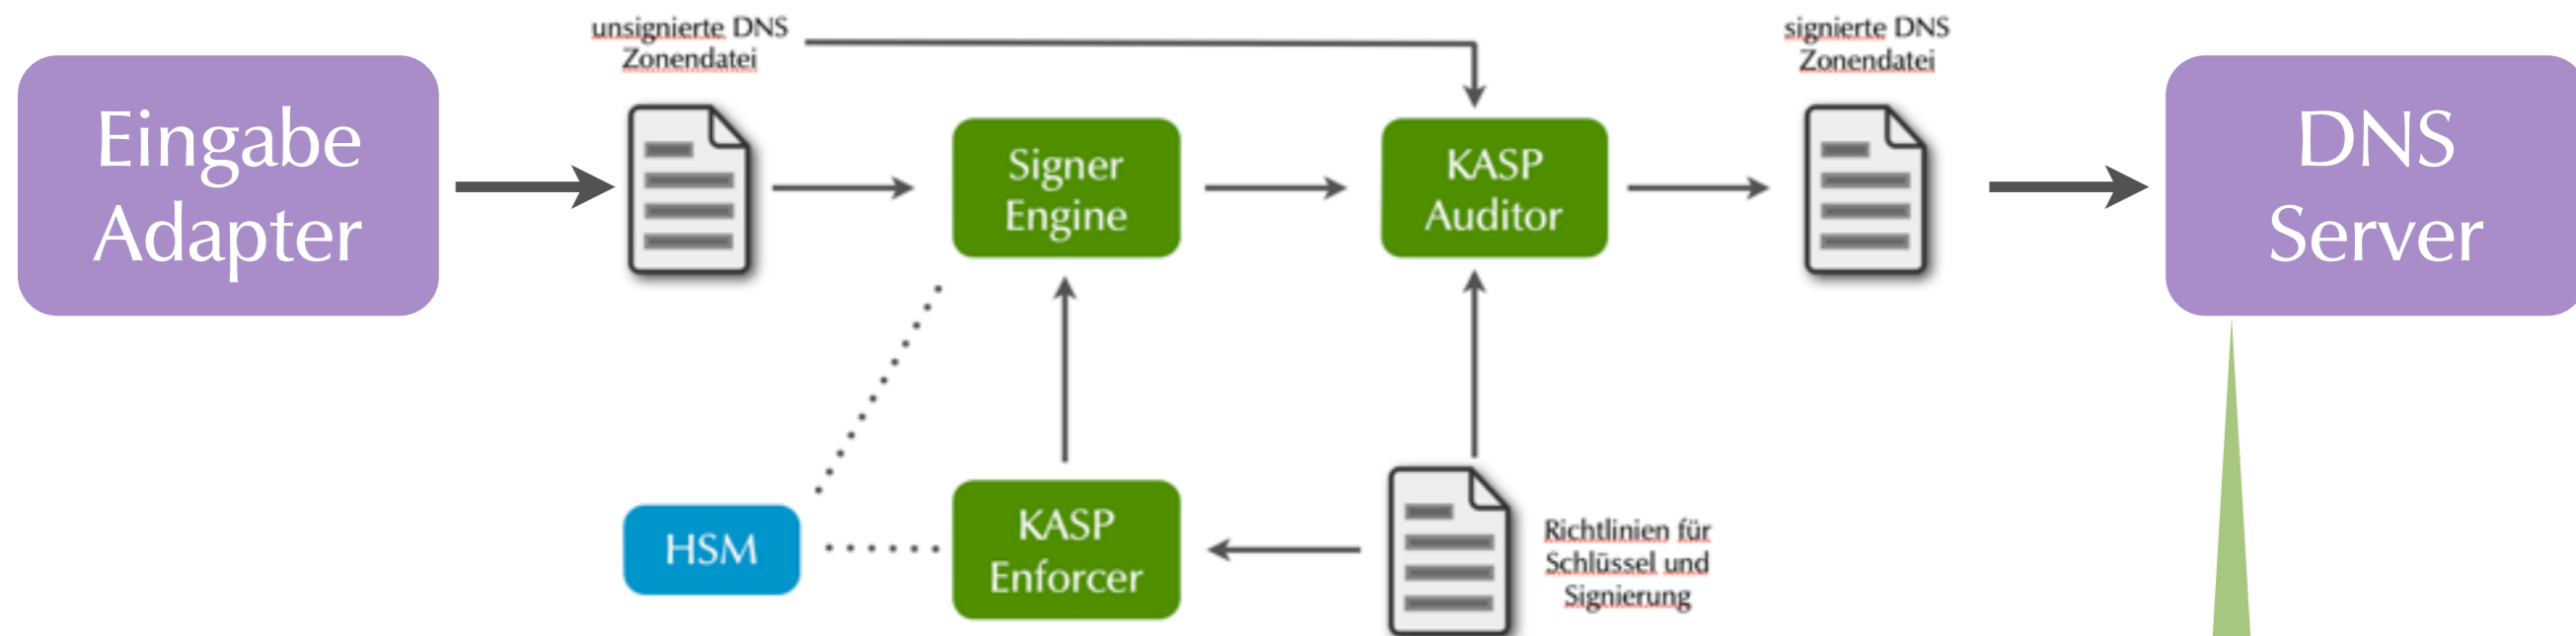 unsignierte DNS
Zonendatei
signierte DNS
Zonendatei
Eingabe
Adapter
Signer
Engine
KASP
Auditor
DNS
Server
HSM
KASP
Enforcer
Richtlinien für
Schlüssel und
Signierung